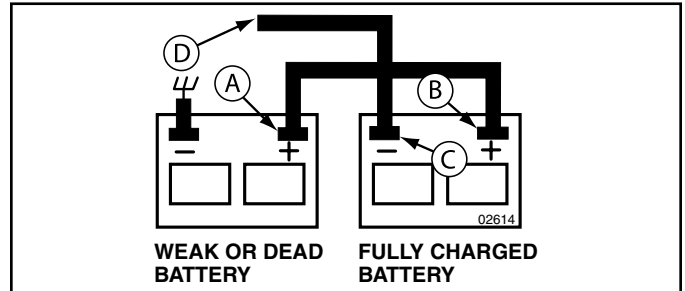 D
A
B
C
− + − +
02614
WEAK OR DEAD
BATTERY
FULLY CHARGED
BATTERY